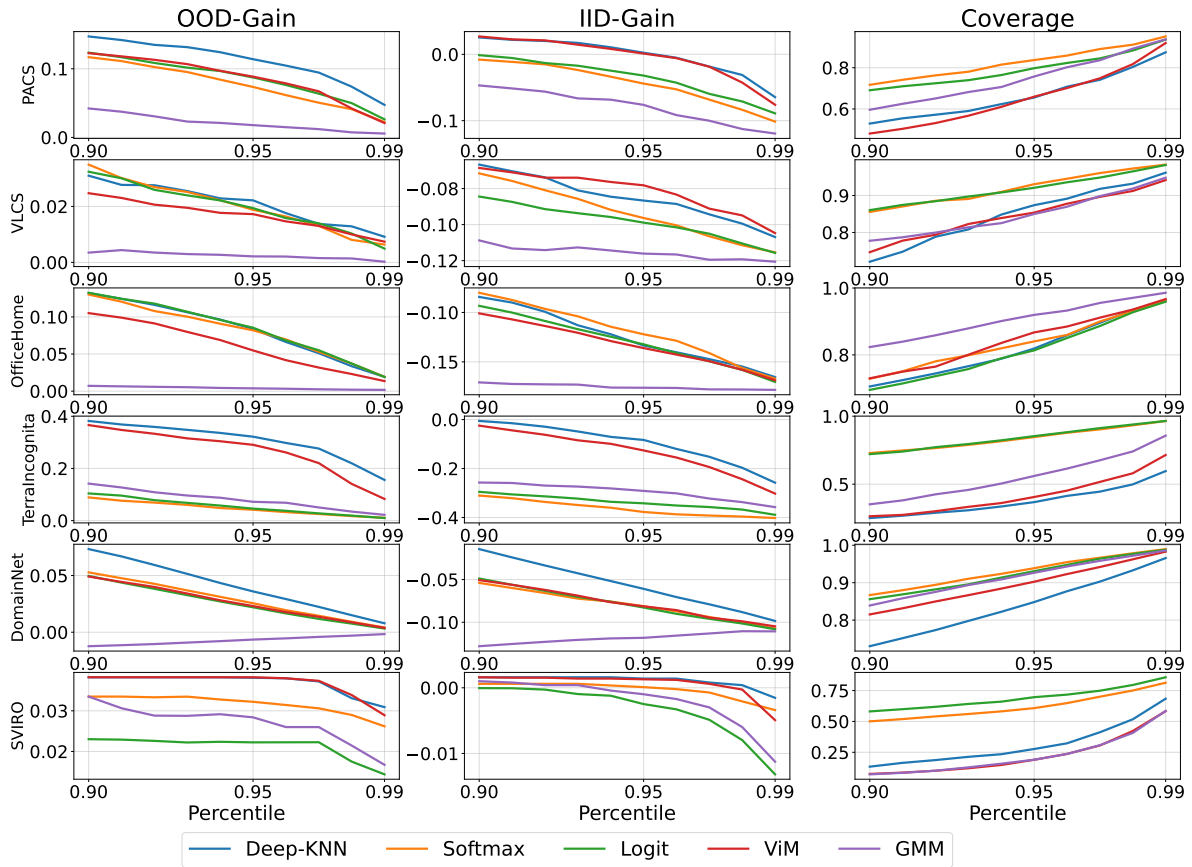 OOD-Gain IID-Gain Coverage
PACS
0.1
0.0
0.90 0.95 0.99
0.0
−0.1
0.90 0.95 0.99
0.8
0.6
0.90 0.95 0.99
VLCS
0.02
0.00
0.90 0.95 0.99
−0.08
−0.10
−0.12
0.90 0.95 0.99
0.9
0.8
0.90 0.95 0.99
OfficeHome
0.10
0.05
0.00
0.90 0.95 0.99
−0.10
−0.15
0.90 0.95 0.99
1.0
0.8
0.90 0.95 0.99
TerraIncognita
0.4
0.2
0.0
0.90 0.95 0.99
0.0
−0.2
−0.4
0.90 0.95 0.99
1.0
0.5
0.90 0.95 0.99
DomainNet
0.05
0.00
0.90 0.95 0.99
−0.05
−0.10
0.90 0.95 0.99
1.0
0.9
0.8
0.90 0.95 0.99
SVIRO
0.03
0.02
0.90 0.95 0.99
Percentile
0.00
−0.01
0.90 0.95 0.99
Percentile
0.75
0.50
0.25
0.90 0.95 0.99
Percentile
Deep-KNN Softmax Logit ViM GMM